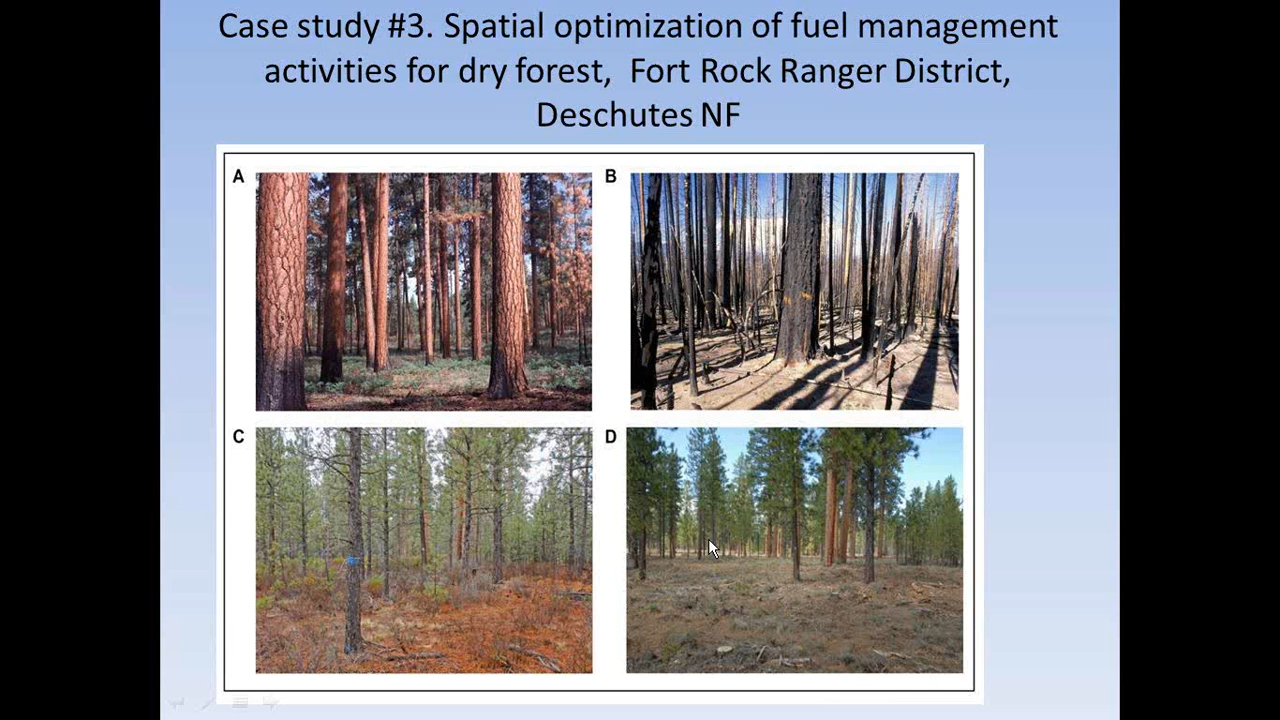 Case study #3. Spatial optimization of fuel management
activities for dry forest,  Fort Rock Ranger District,
Deschutes NF
A
B
C
D